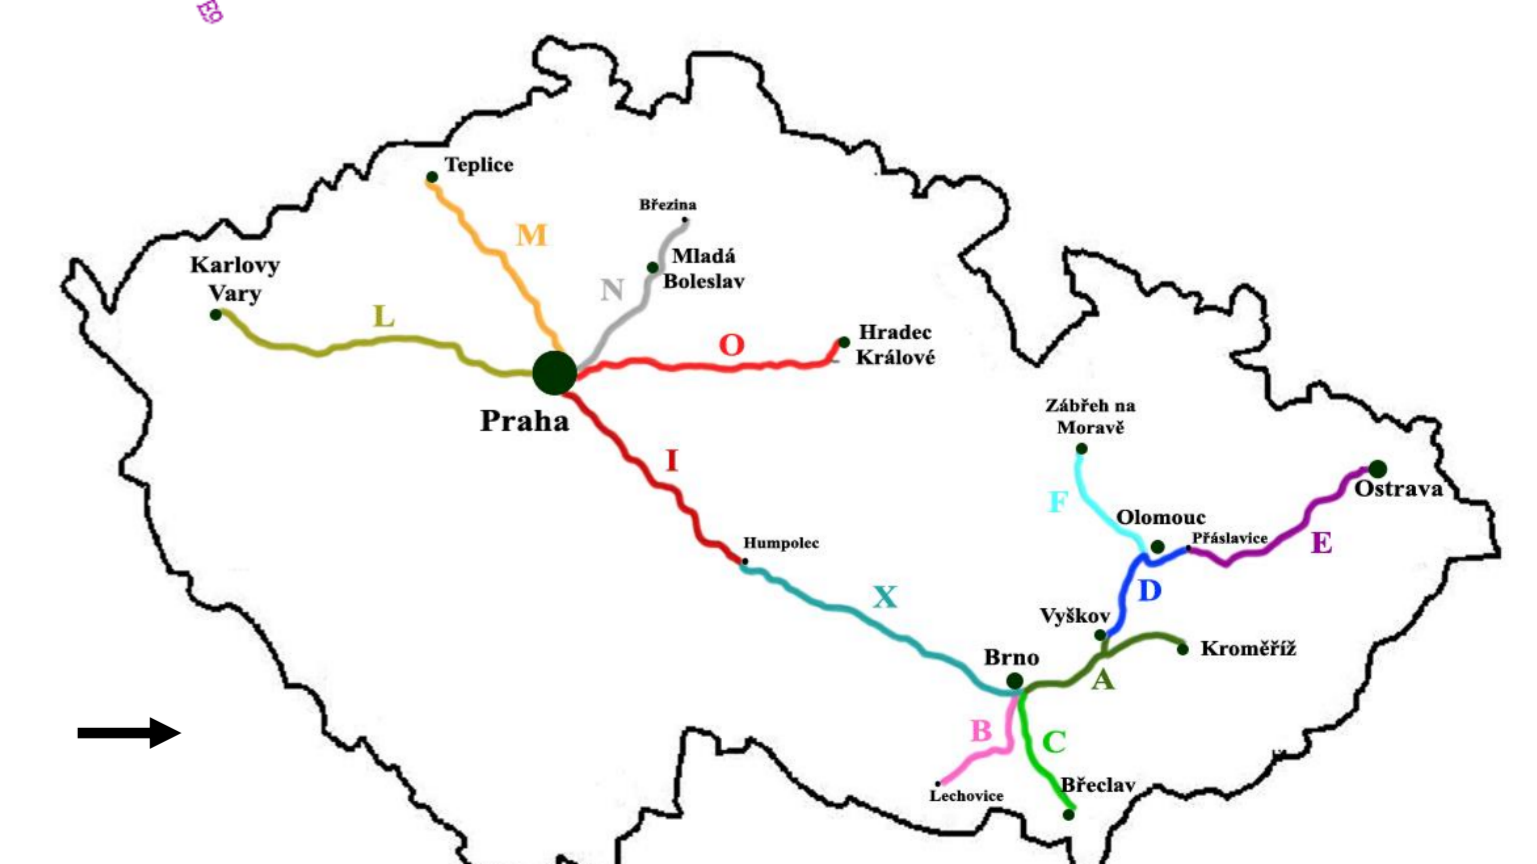 E9
Teplice
Březina
M
Mladá
Boleslav
Karlovy
Vary
N
L
Hradec
Králové
O
Praha
Zábřeh na
Moravě
I
Ostrava
F
Olomouc
Přáslavice
E
Humpolec
X
D
Vyškov
Kroměříž
Brno
A
B
C
Břeclav
Lechovice